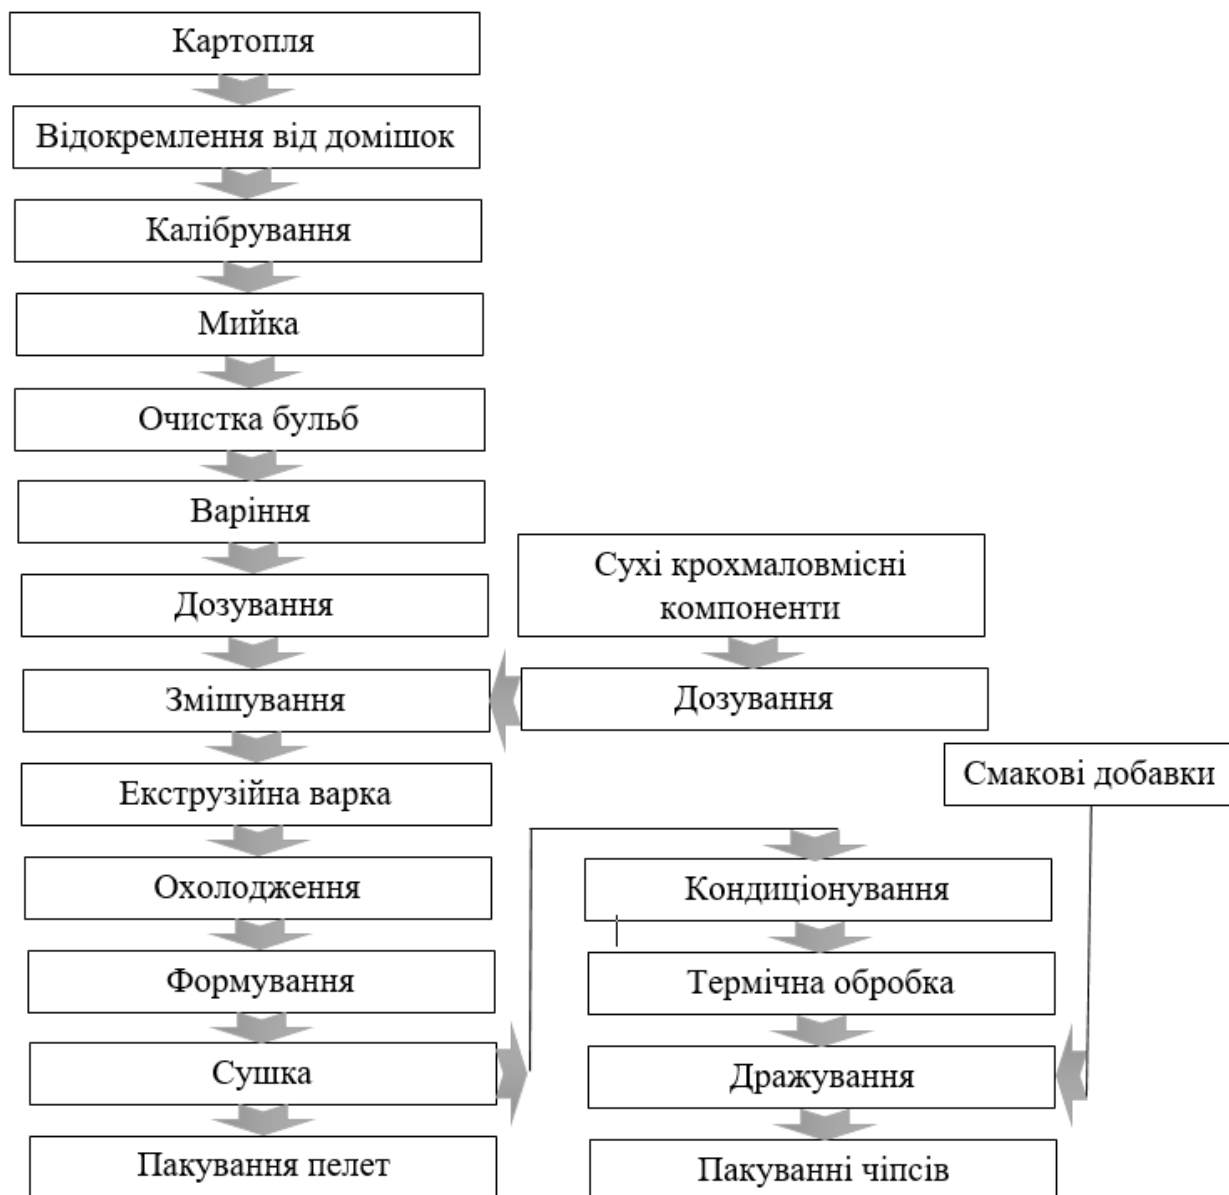 Картопля
Відокремлення від домішок
Калібрування
Мийка
Очистка бульб
Варіння
Дозування
Змішування
Екструзійна варка
Охолодження
Формування
Сушка
Пакування пелет
Сухі крохмаловмісні
компоненти
Дозування
Смакові добавки
Кондиціонування
Термічна обробка
Дражування
Пакуванні чіпсів